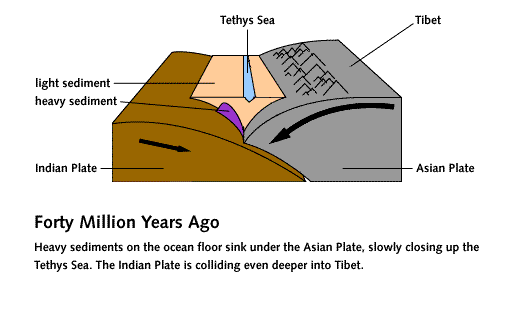 Tethys Sea
Tibet
light sediment
heavy sediment
Indian Plate
Asian Plate
Forty Million Years Ago
Heavy sediments on the ocean floor sink under the Asian Plate, slowly closing up the
Tethys Sea. The Indian Plate is colliding even deeper into Tibet.